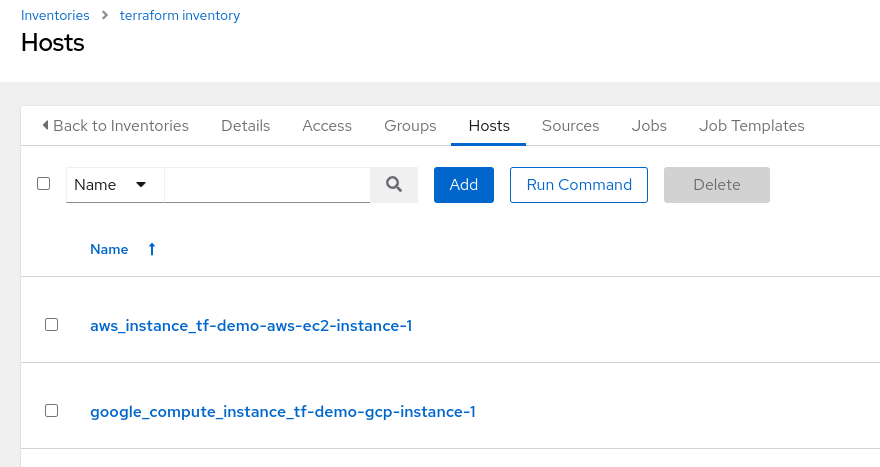 Inventories > terraform inventory
Hosts
Back to Inventories Details Access Groups Hosts Sources Jobs Job Templates
Name Add Run Command Delete
Name
aws_instance_tf-demo-aws-ec2-instance-1
google_compute_instance_tf-demo-gcp-instance-1